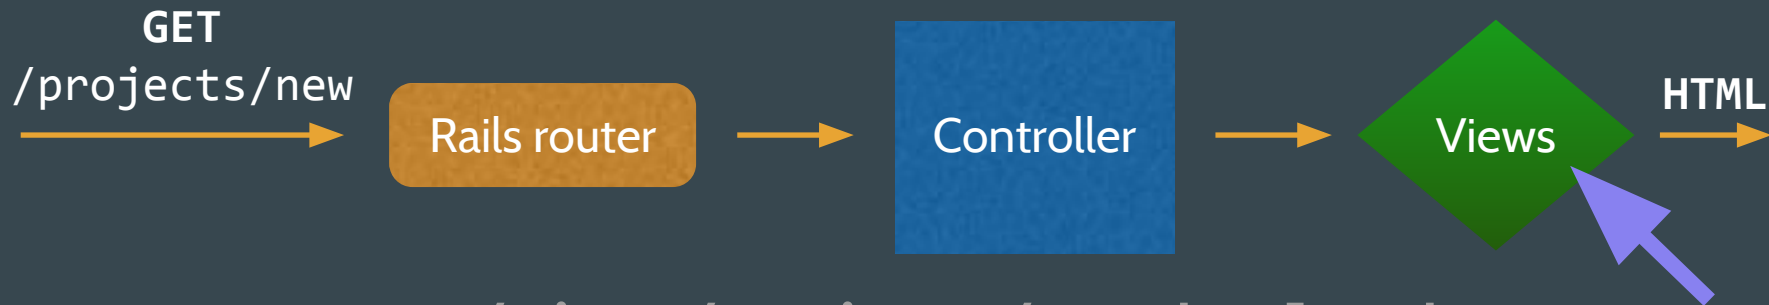 GET
/projects/new
Rails router
Controller
Views
HTML